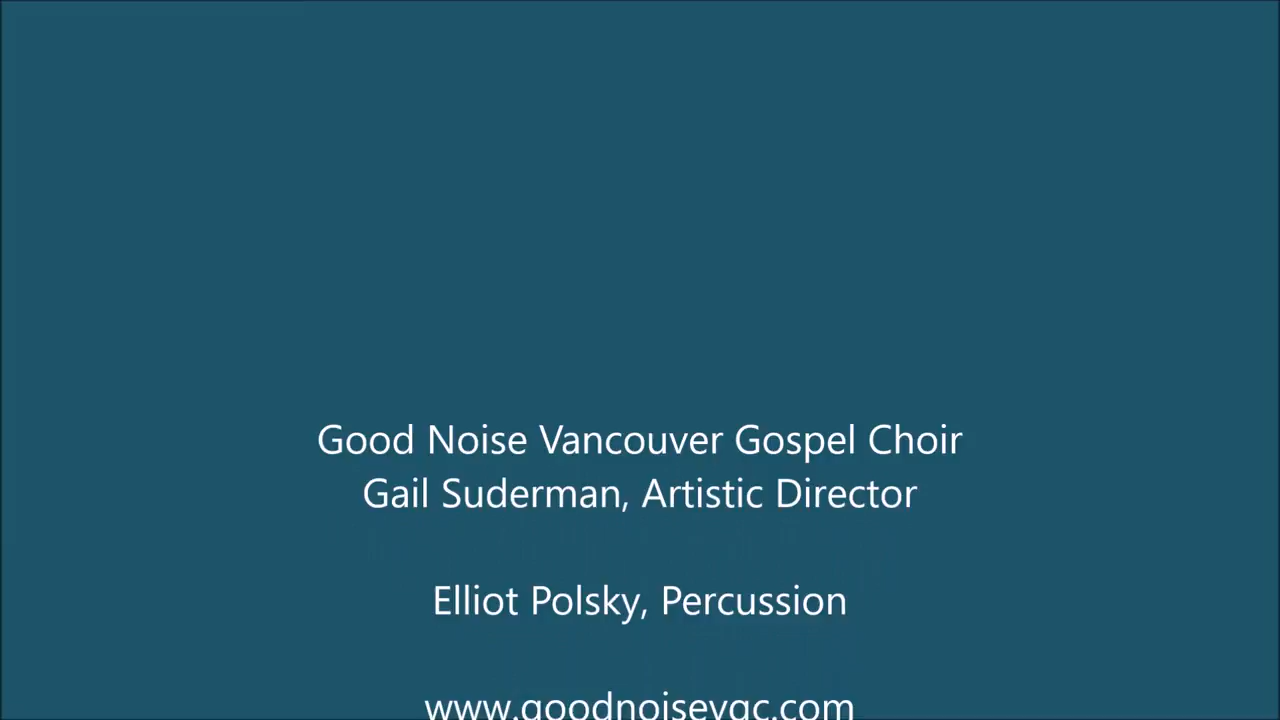 Good Noise Vancouver Gospel Choir
Gail Suderman, Artistic Director
Elliot Polsky, Percussion
www.goodnoisevgc.com